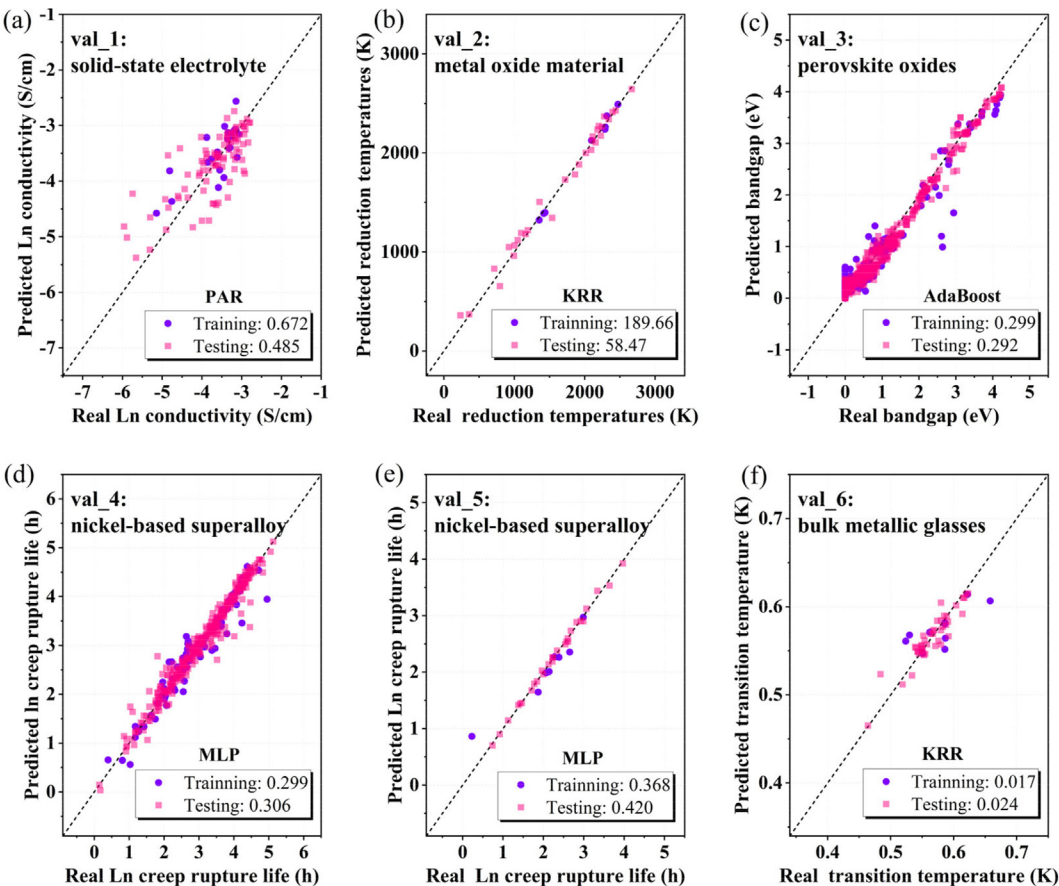 (a)
val_1:
solid-state electrolyte
Predicted Ln conductivity (S/cm)
-1
-2
-3
-4
-5
-6
-7
PAR
Trainning: 0.672
Testing: 0.485
-7 -6 -5 -4 -3 -2 -1
Real Ln conductivity (S/cm)
(b)
val_2:
metal oxide material
Predicted reduction temperatures (K)
3000
2000
1000
0
KRR
Trainning: 189.66
Testing: 58.47
0 1000 2000 3000
Real reduction temperatures (K)
(c)
val_3:
perovskite oxides
Predicted bandgap (eV)
5
4
3
2
1
0
-1
AdaBoost
Trainning: 0.299
Testing: 0.292
-1 0 1 2 3 4 5
Real bandgap (eV)
(d)
val_4:
nickel-based superalloy
Predicted ln creep rupture life (h)
6
5
4
3
2
1
0
MLP
Trainning: 0.299
Testing: 0.306
0 1 2 3 4 5 6
Real Ln creep rupture life (h)
(e)
val_5:
nickel-based superalloy
Predicted Ln creep rupture life (h)
5
4
3
2
1
0
MLP
Trainning: 0.368
Testing: 0.420
0 1 2 3 4 5
Real Ln creep rupture life (h)
(f)
val_6:
bulk metallic glasses
Predicted transition temperature (K)
0.7
0.6
0.5
0.4
KRR
Trainning: 0.017
Testing: 0.024
0.4 0.5 0.6 0.7
Real transition temperature (K)